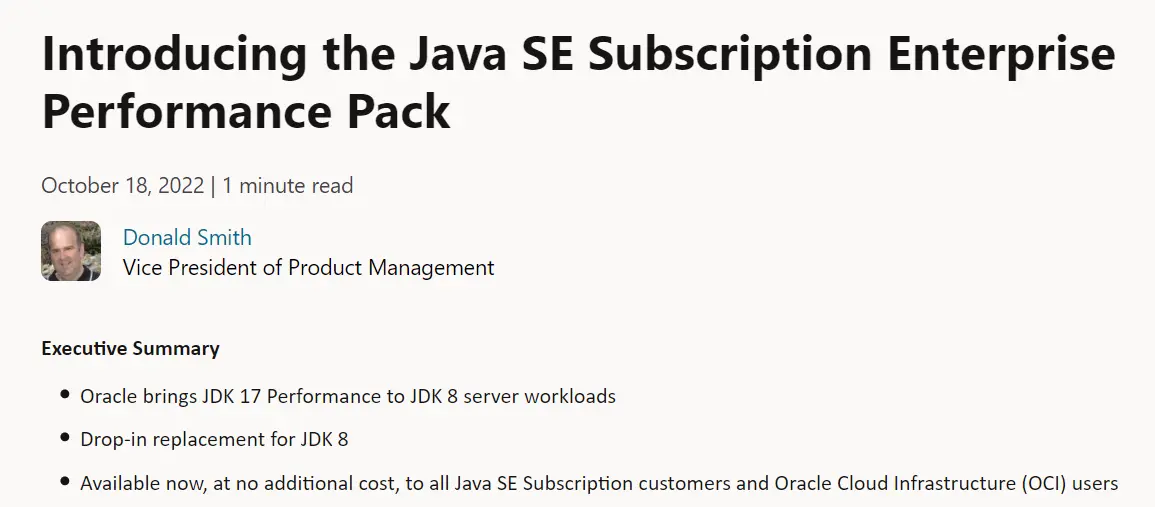 Introducing the Java SE Subscription Enterprise
Performance Pack
October 18, 2022 | 1 minute read
Donald Smith
Vice President of Product Management
Executive Summary
• Oracle brings JDK 17 Performance to JDK 8 server workloads
• Drop-in replacement for JDK 8
• Available now, at no additional cost, to all Java SE Subscription customers and Oracle Cloud Infrastructure (OCI) users